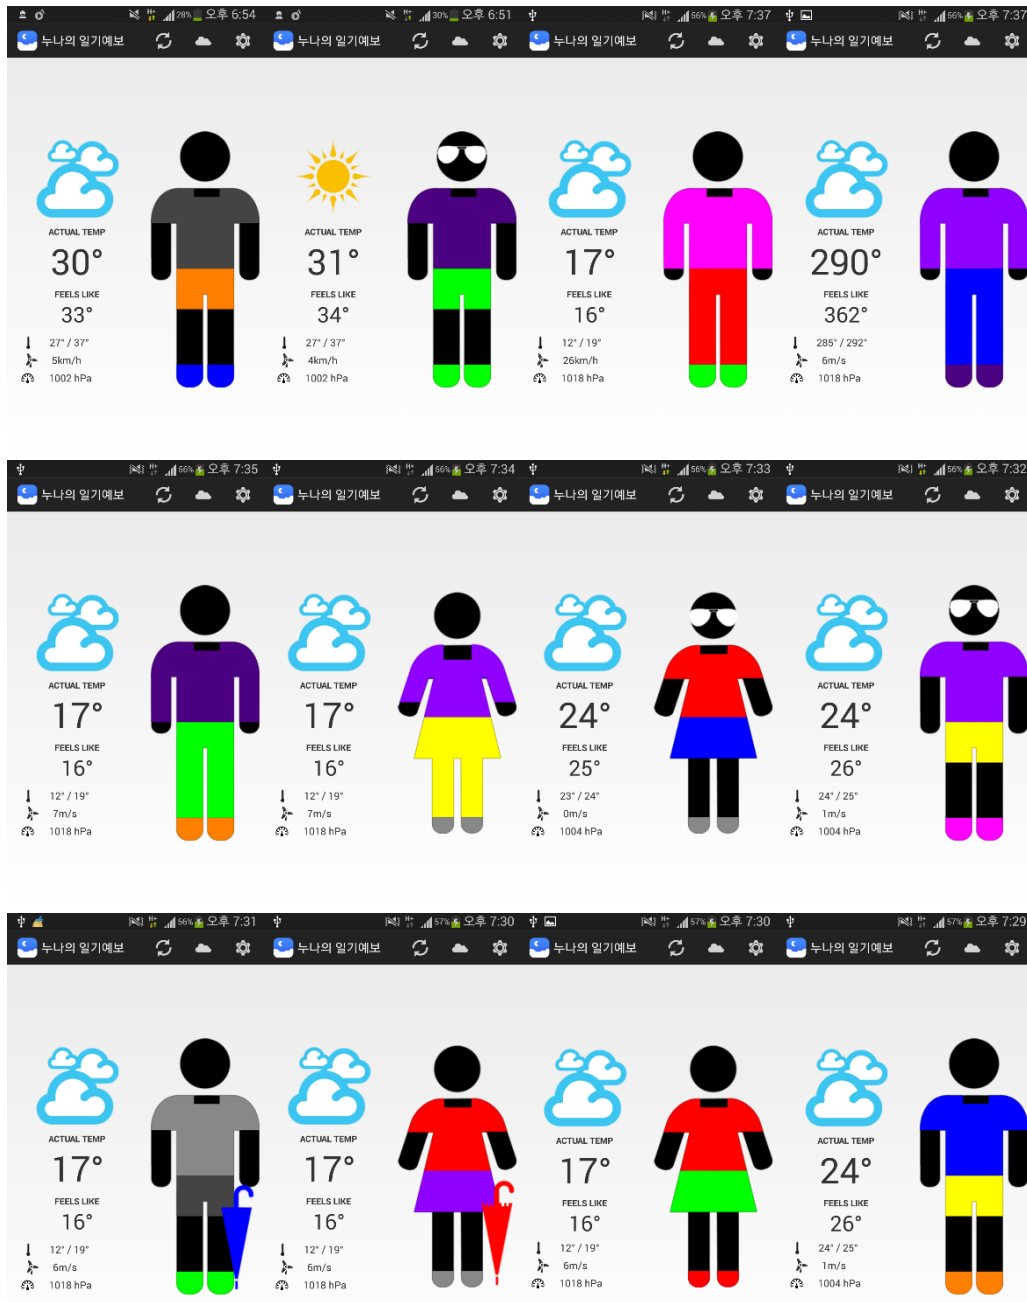 28% 오후 6:54
누나의 일기예보
ACTUAL TEMP
30°
FEELS LIKE
33°
27° / 37°
5km/h
1002 hPa
30% 오후 6:51
누나의 일기예보
ACTUAL TEMP
31°
FEELS LIKE
34°
27° / 37°
4km/h
1002 hPa
56% 오후 7:37
누나의 일기예보
ACTUAL TEMP
17°
FEELS LIKE
16°
12° / 19°
26km/h
1018 hPa
56% 오후 7:37
누나의 일기예보
ACTUAL TEMP
290°
FEELS LIKE
362°
285° / 292°
6m/s
1018 hPa
56% 오후 7:35
누나의 일기예보
ACTUAL TEMP
17°
FEELS LIKE
16°
12° / 19°
7m/s
1018 hPa
56% 오후 7:34
누나의 일기예보
ACTUAL TEMP
17°
FEELS LIKE
16°
12° / 19°
7m/s
1018 hPa
56% 오후 7:33
누나의 일기예보
ACTUAL TEMP
24°
FEELS LIKE
25°
23° / 24°
0m/s
1004 hPa
56% 오후 7:32
누나의 일기예보
ACTUAL TEMP
24°
FEELS LIKE
26°
24° / 25°
1m/s
1004 hPa
56% 오후 7:31
누나의 일기예보
ACTUAL TEMP
17°
FEELS LIKE
16°
12° / 19°
6m/s
1018 hPa
57% 오후 7:30
누나의 일기예보
ACTUAL TEMP
17°
FEELS LIKE
16°
12° / 19°
6m/s
1018 hPa
57% 오후 7:30
누나의 일기예보
ACTUAL TEMP
17°
FEELS LIKE
16°
12° / 19°
6m/s
1018 hPa
57% 오후 7:29
누나의 일기예보
ACTUAL TEMP
24°
FEELS LIKE
26°
24° / 25°
1m/s
1004 hPa